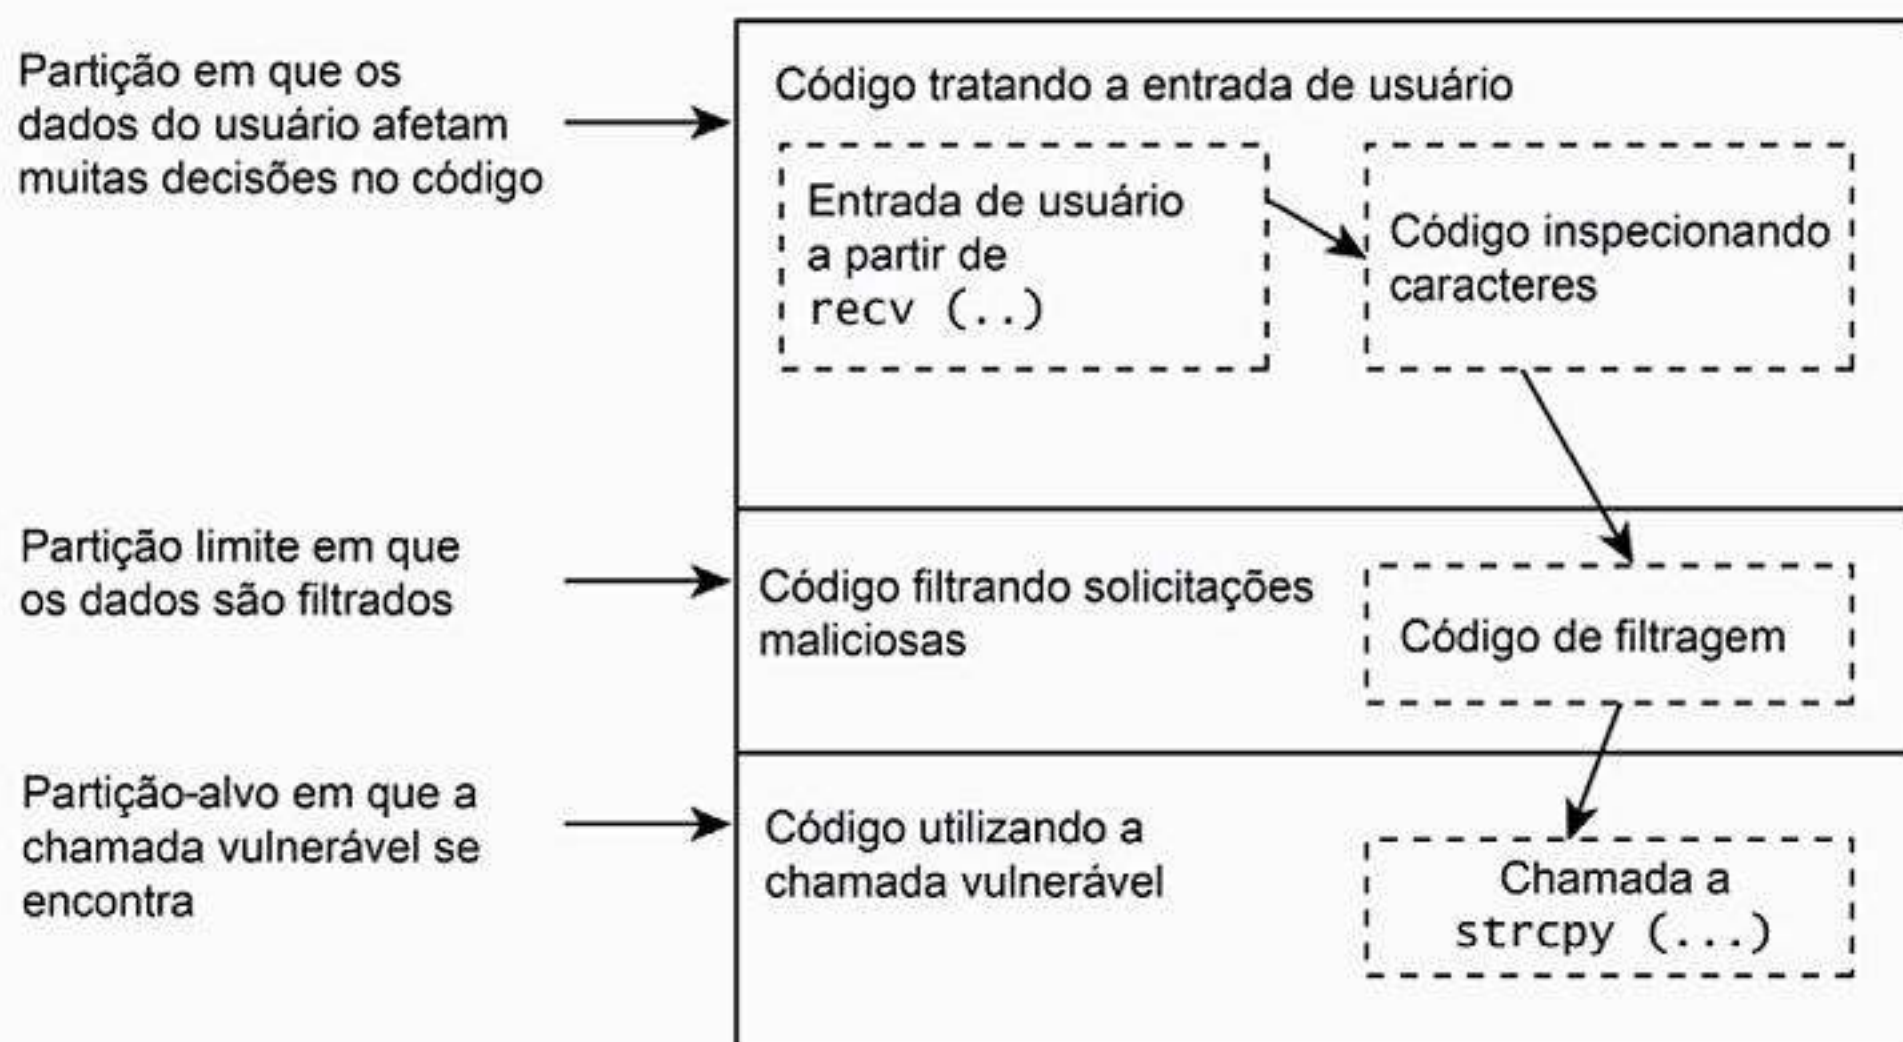 Partição em que os
dados do usuário afetam
muitas decisões no código
Código tratando a entrada de usuário
Entrada de usuário
a partir de
recv (..)
Código inspecionando
caracteres
Partição limite em que
os dados são filtrados
Código filtrando solicitações
maliciosas
Código de filtragem
Partição-alvo em que a
chamada vulnerável se
encontra
Código utilizando a
chamada vulnerável
Chamada a
strcpy (...)